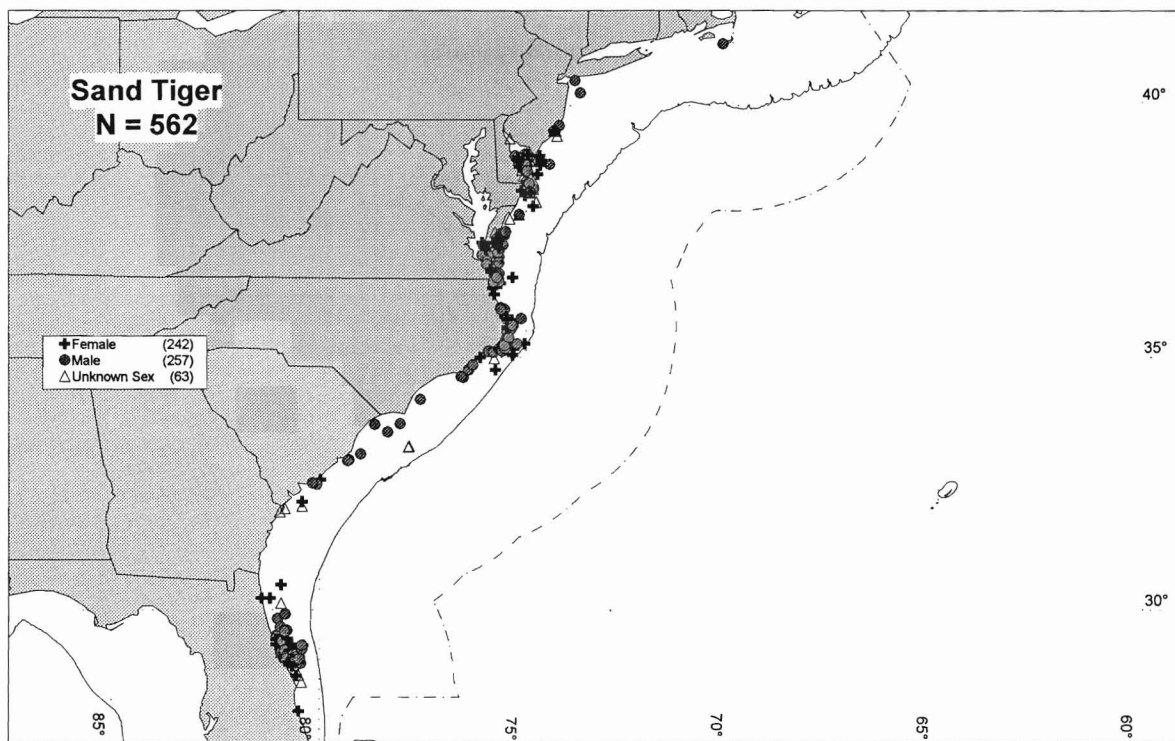 Sand Tiger
N = 562
40°
35°
Female (242)
Male (257)
Unknown Sex (63)
30°
85°
80°
75°
70°
65°
60°